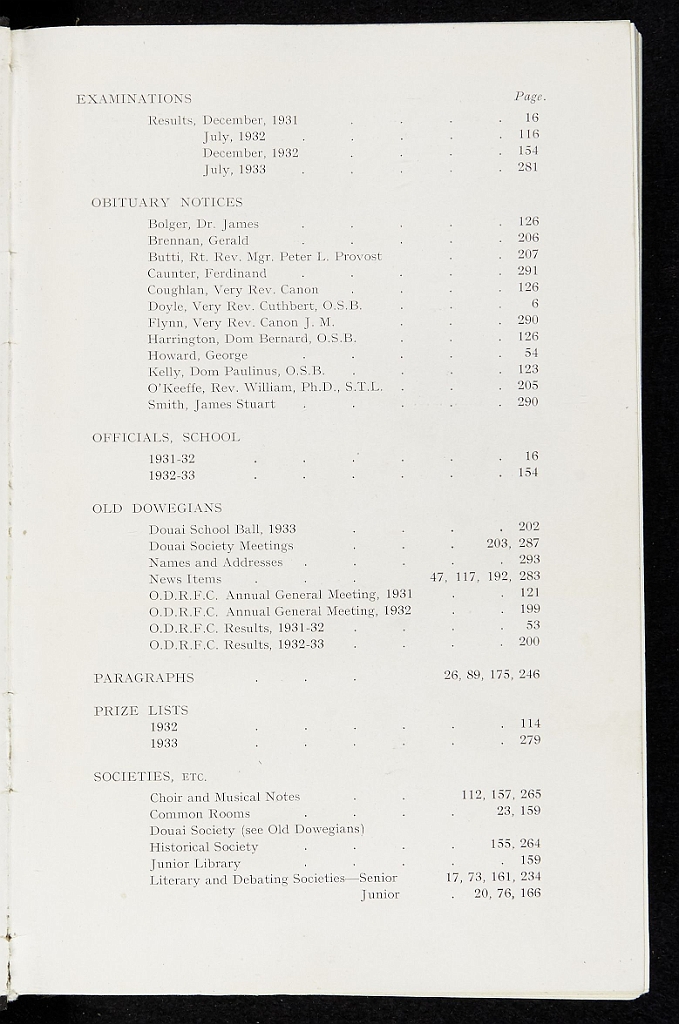 EXAMINATIONS Page.
Results, December, 1931 . . . . 16
July, 1932 . . . . . 116
December, 1932 . . . . 154
July, 1933 . . . . . 281
OBITUARY NOTICES
Bolger, Dr. James . . . . . 126
Brennan, Gerald . . . . . 206
Butti, Rt. Rev. Mgr. Peter L. Provost . . 207
Caunter, Ferdinand . . . . . 291
Coughlan, Very Rev. Canon . . . . 126
Doyle, Very Rev. Cuthbert, O.S.B. . . . 6
Flynn, Very Rev. Canon J. M. . . . 290
Harrington, Dom Bernard, O.S.B. . . . 126
Howard, George . . . . . 54
Kelly, Dom Paulinus, O.S.B. . . . . 123
O'Keeffe, Rev. William, Ph.D., S.T.L. . . . 205
Smith, James Stuart . . . . . 290
OFFICIALS, SCHOOL
1931-32 . . . . . . 16
1932-33 . . . . . . 154
OLD DOWEGIANS
Douai School Ball, 1933 . . . . 202
Douai Society Meetings . . . 203, 287
Names and Addresses . . . . . 293
News Items . . . 47, 117, 192, 283
O.D.R.F.C. Annual General Meeting, 1931 . . 121
O.D.R.F.C. Annual General Meeting, 1932 . . 199
O.D.R.F.C. Results, 1931-32 . . . . 53
O.D.R.F.C. Results, 1932-33 . . . . 200
PARAGRAPHS . . . 26, 89, 175, 246
PRIZE LISTS
1932 . . . . . . 114
1933 . . . . . . 279
SOCIETIES, ETC.
Choir and Musical Notes . . 112, 157, 265
Common Rooms . . . . 23, 159
Douai Society (see Old Dowegians)
Historical Society . . . . 155, 264
Junior Library . . . . . 159
Literary and Debating Societies—Senior 17, 73, 161, 234
Junior . 20, 76, 166